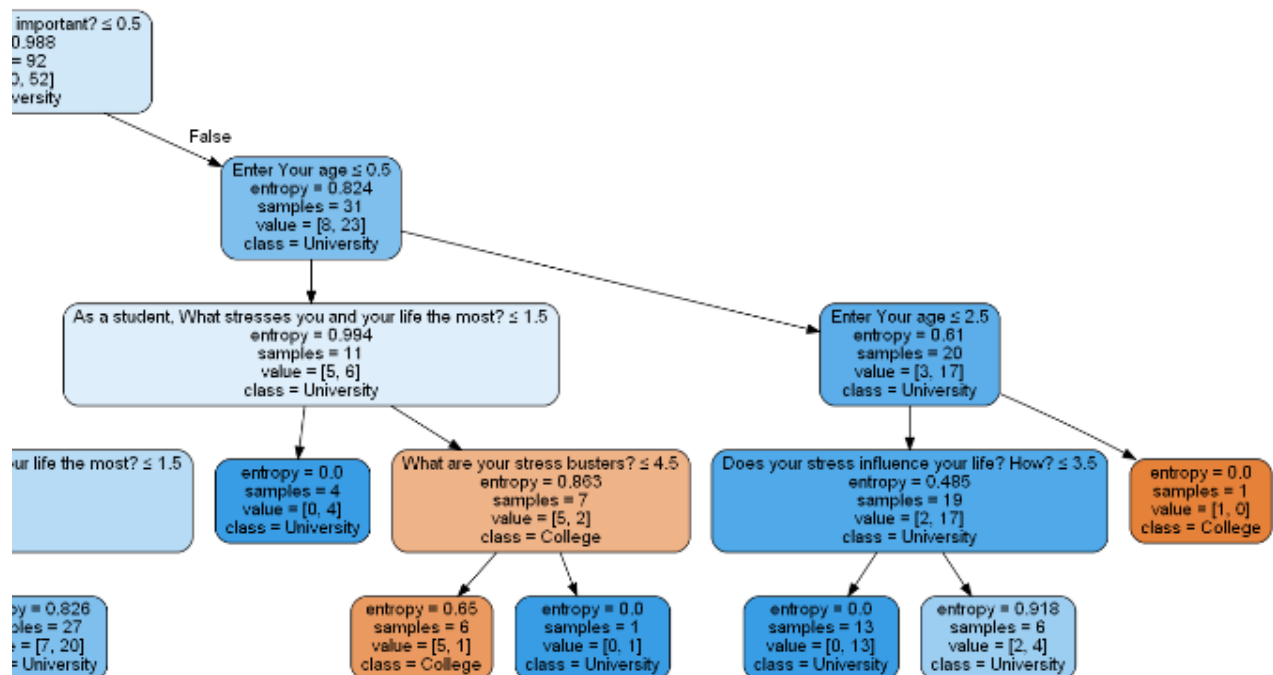 important? ≤ 0.5
0.988
= 92
0, 52]
versity
False
Enter Your age ≤ 0.5
entropy = 0.824
samples = 31
value = [8, 23]
class = University
As a student, What stresses you and your life the most? ≤ 1.5
entropy = 0.994
samples = 11
value = [5, 6]
class = University
Enter Your age ≤ 2.5
entropy = 0.61
samples = 20
value = [3, 17]
class = University
ur life the most? ≤ 1.5
entropy = 0.0
samples = 4
value = [0, 4]
class = University
What are your stress busters? ≤ 4.5
entropy = 0.863
samples = 7
value = [5, 2]
class = College
Does your stress influence your life? How? ≤ 3.5
entropy = 0.485
samples = 19
value = [2, 17]
class = University
entropy = 0.0
samples = 1
value = [1, 0]
class = College
py = 0.826
ples = 27
= [7, 20]
= University
entropy = 0.65
samples = 6
value = [5, 1]
class = College
entropy = 0.0
samples = 1
value = [0, 1]
class = University
entropy = 0.0
samples = 13
value = [0, 13]
class = University
entropy = 0.918
samples = 6
value = [2, 4]
class = University